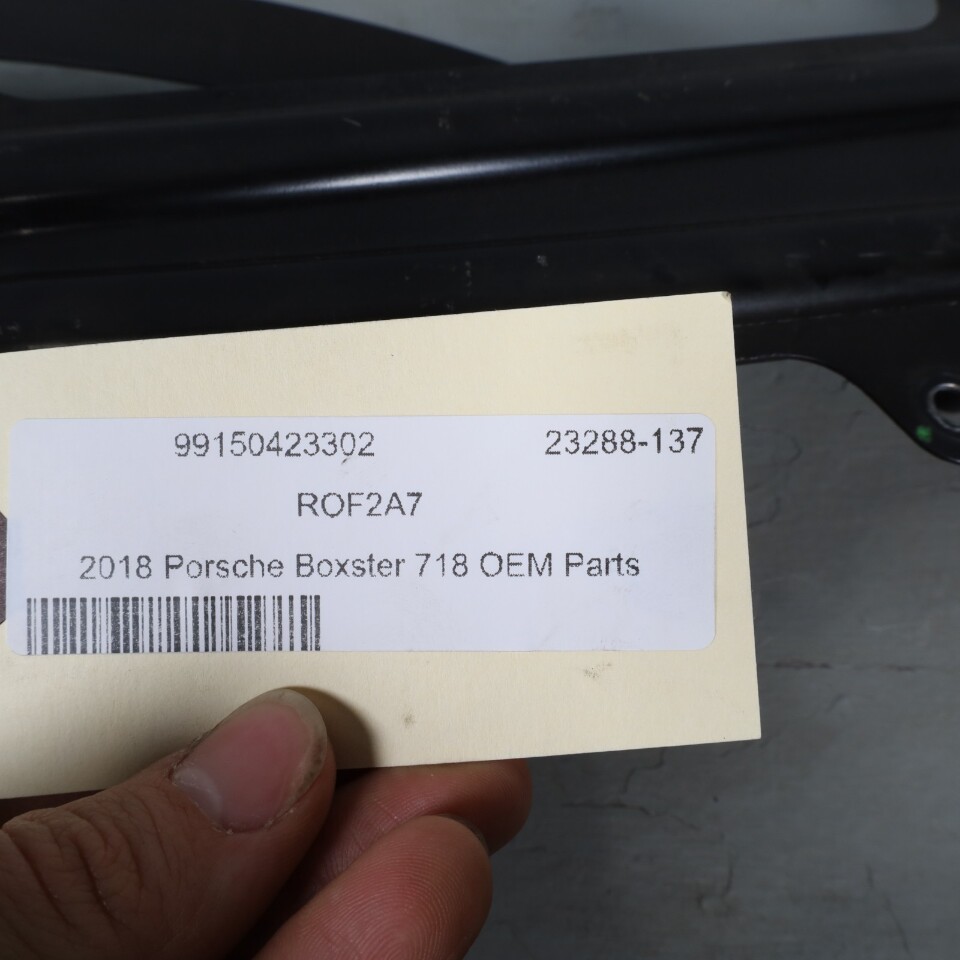 99150423302 23288-137
ROF2A7
2018 Porsche Boxster 718 OEM Parts